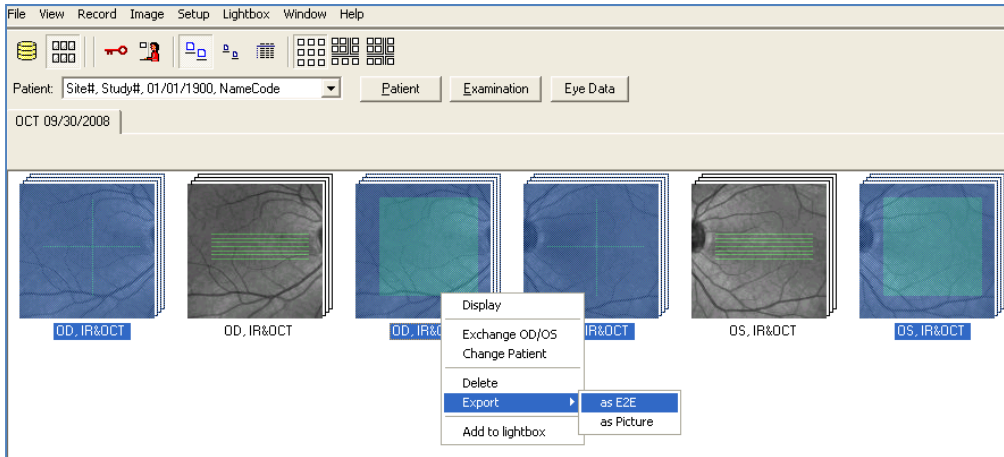 File View Record Image Setup Lightbox Window Help
Patient: Site#, Study#, 01/01/1900, NameCode Patient Examination Eye Data
OCT 09/30/2008
OD, IR&OCT OD, IR&OCT OD, IR& IR&OCT OS, IR&OCT OS, IR&OCT
Display
Exchange OD/OS
Change Patient
Delete
Export as E2E
as Picture
Add to lightbox